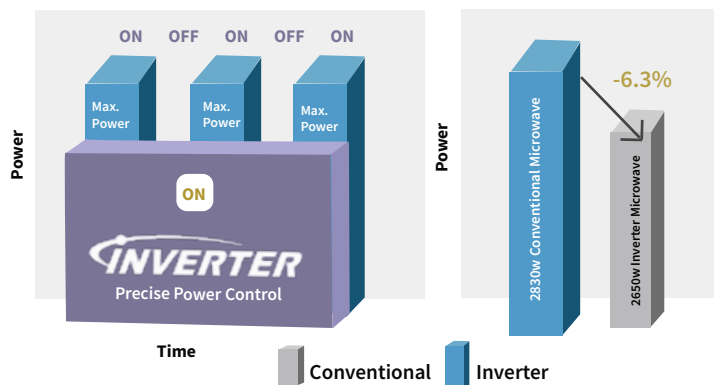 ON OFF ON OFF ON
Max.
Power
Max.
Power
Max.
Power
ON
INVERTER
Precise Power Control
Power
Time
-6.3%
2830w Conventional Microwave
2650w Inverter Microwave
Power
Conventional
Inverter